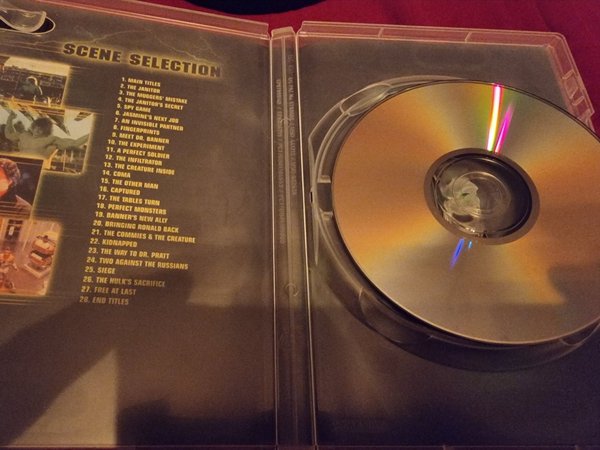 SCENE SELECTION
1. MAIN TITLES
2. THE JANITOR
3. THE MUGGERS' MISTAKE
4. THE JANITOR'S SECRET
5. SPY GAME
6. JASMINE'S NEXT JOB
7. AN INVISIBLE PARTNER
8. FINGERPRINTS
9. MEET DR. BANNER
10. THE EXPERIMENT
11. A PERFECT SOLDIER
12. THE INFILTRATOR
13. THE CREATURE INSIDE
14. COMA
15. THE OTHER MAN
16. CAPTURED
17. THE TABLES TURN
18. PERFECT MONSTERS
19. BANNER'S NEW ALLY
20. BRINGING RONALD BACK
21. THE COMMIES & THE CREATURE
22. KIDNAPPED
23. THE WAY TO DR. PRATT
24. TWO AGAINST THE RUSSIANS
25. SIEGE
26. THE HULK'S SACRIFICE
27. FREE AT LAST
28. END TITLES